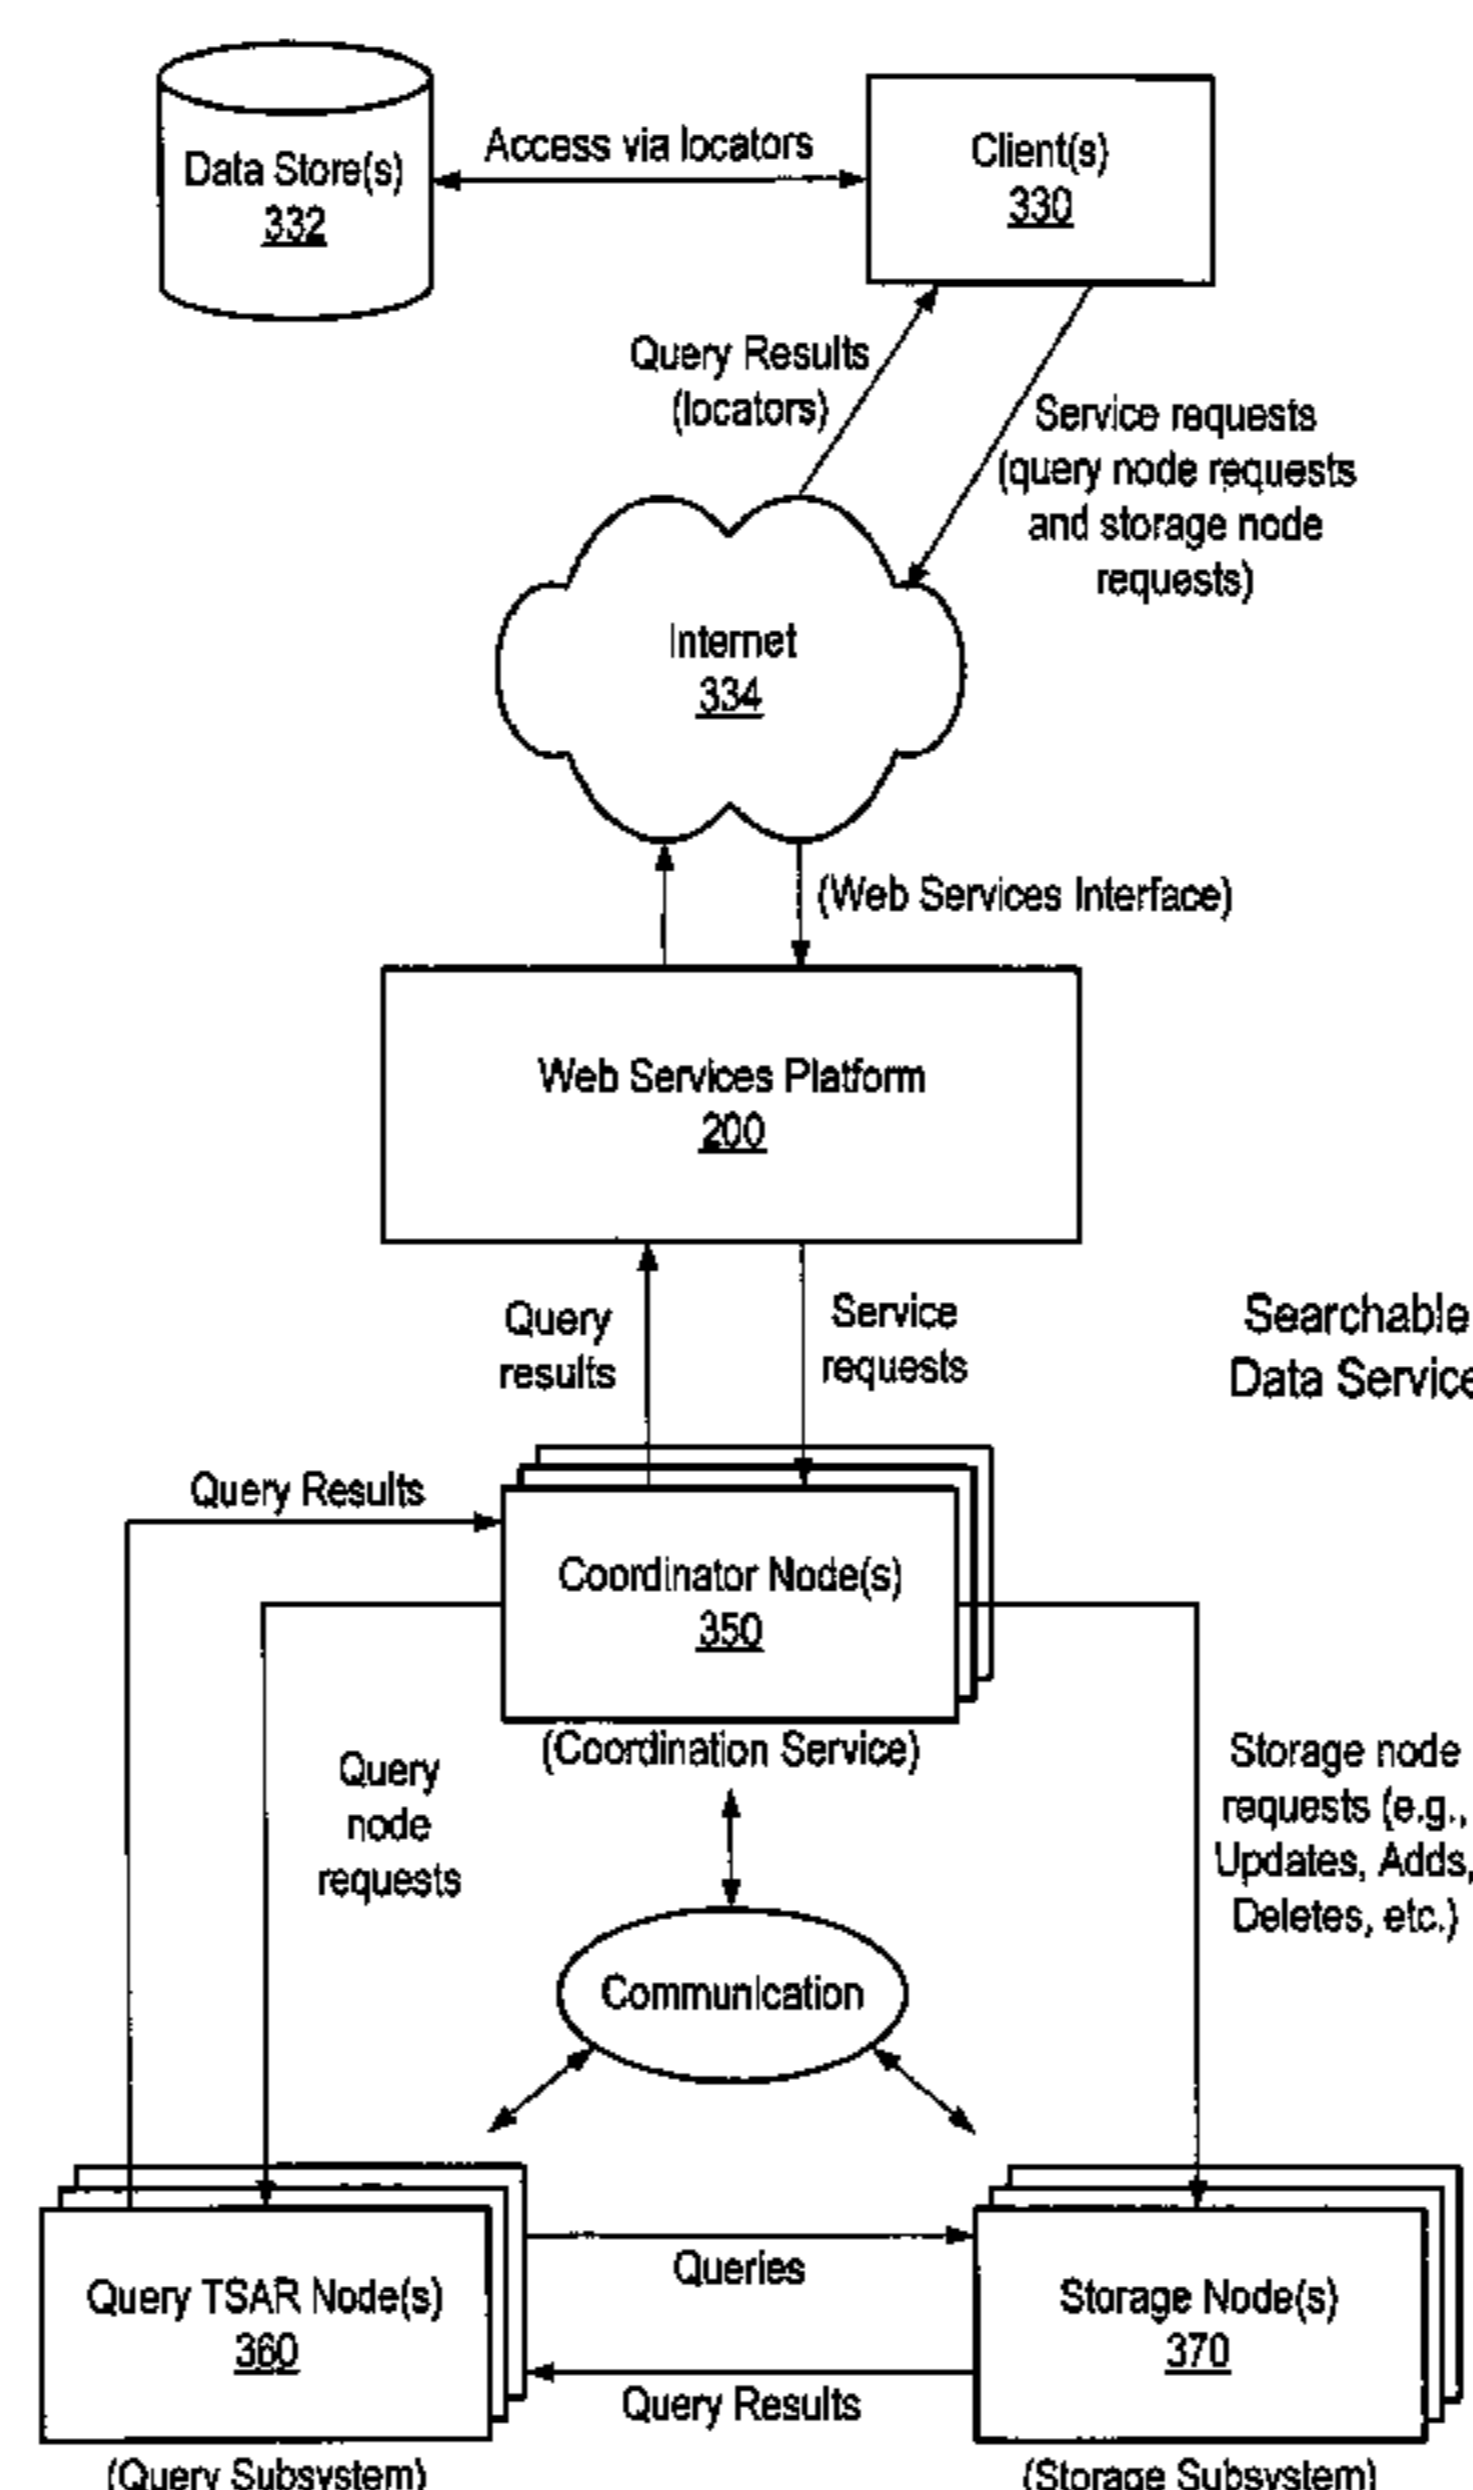 Data Store(s)
332
Access via locators
Client(s)
330
Query Results
(locators)
Service requests
(query node requests
and storage node
requests)
Internet
334
(Web Services Interface)
Web Services Platform
200
Query
results
Service
requests
Searchable
Data Service
Query Results
Coordinator Node(s)
350
(Coordination Service)
Query
node
requests
Storage node
requests (e.g.,
Updates, Adds,
Deletes, etc.)
Communication
Queries
Query TSAR Node(s)
360
Storage Node(s)
370
Query Results
(Query Subsystem)
(Storage Subsystem)